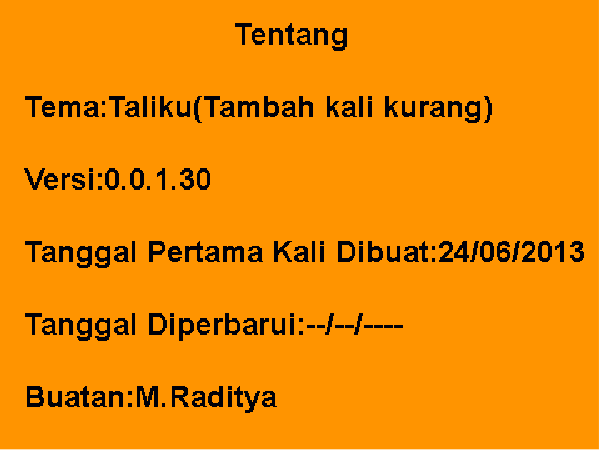 Tentang
Tema:Taliku(Tambah kali kurang)
Versi:0.0.1.30
Tanggal Pertama Kali Dibuat:24/06/2013
Tanggal Diperbarui:--/--/----
Buatan:M.Raditya